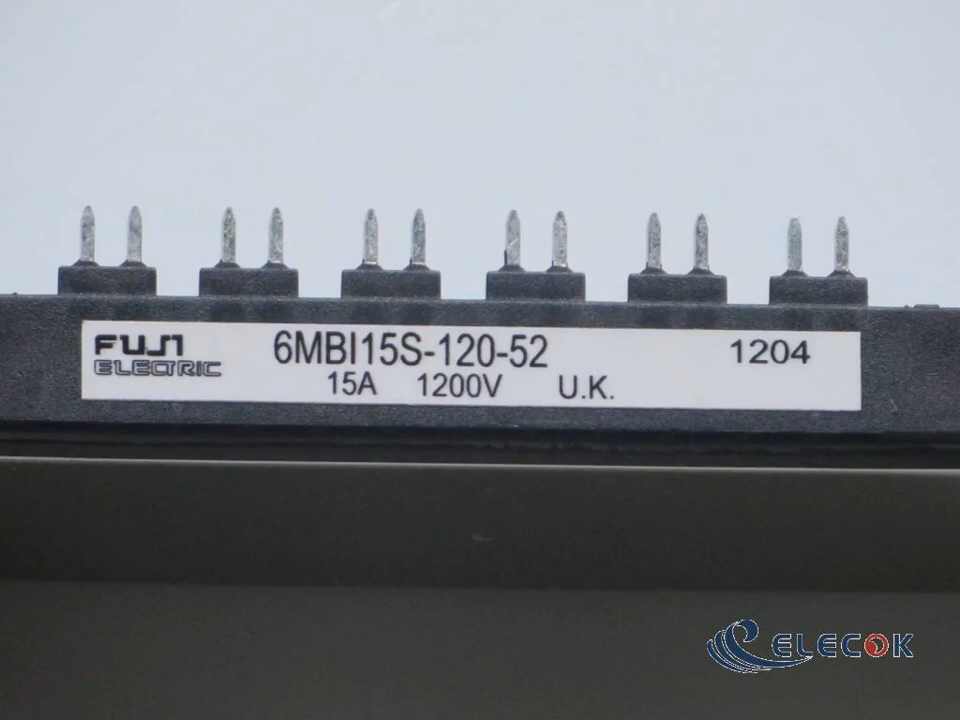 FUJI ELECTRIC
6MBI15S-120-52
1204
15A 1200V U.K.
ELECOK